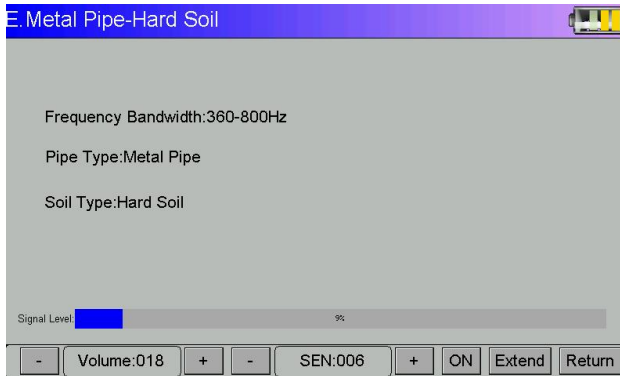 E.Metal Pipe-Hard Soil
Frequency Bandwidth:360-800Hz
Pipe Type:Metal Pipe
Soil Type:Hard Soil
Signal Level: 9%
- Volume:018 + - SEN:006 + ON Extend Return